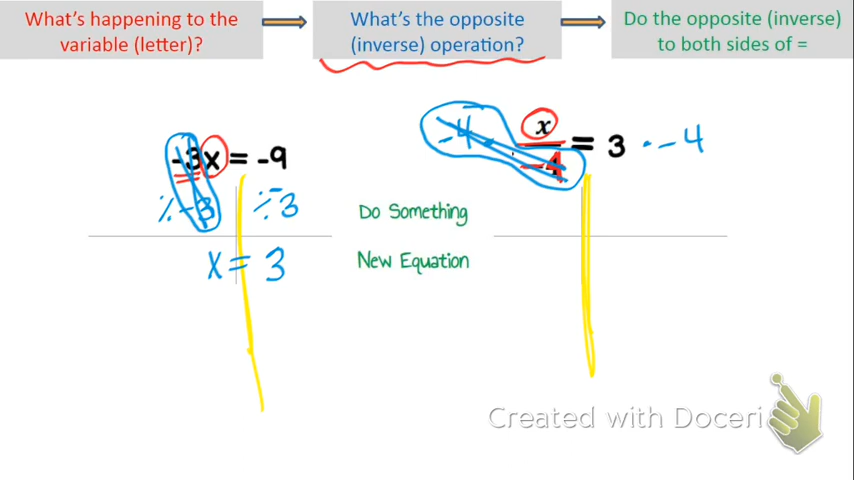 What's happening to the
variable (letter)?
What's the opposite
(inverse) operation?
Do the opposite (inverse)
to both sides of =
-3x = -9
÷-3 ÷-3
x = 3
Do Something
New Equation
-4 · x/-4 = 3 · -4
Created with Doceri